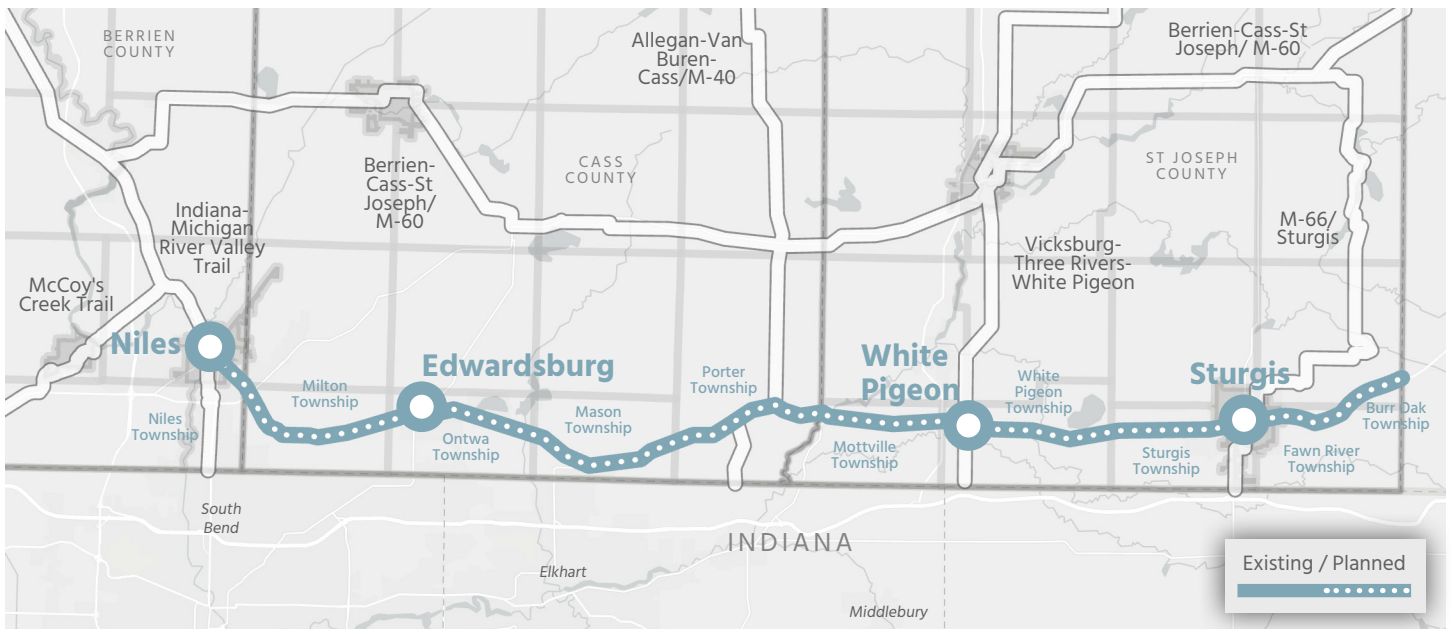 BERRIEN
COUNTY
Allegan-Van
Buren-
Cass/M-40
Berrien-Cass-St
Joseph/ M-60
Berrien-
Cass-St
Joseph/
M-60
CASS
COUNTY
ST JOSEPH
COUNTY
Indiana-
Michigan
River Valley
Trail
M-66/
Sturgis
Vicksburg-
Three Rivers-
White Pigeon
McCoy's
Creek Trail
Niles
Edwardsburg
White
Pigeon
Sturgis
Milton
Township
Porter
Township
White
Pigeon
Township
Niles
Township
Mason
Township
Burr Oak
Township
Ontwa
Township
Mottville
Township
Sturgis
Township
Fawn River
Township
South
Bend
INDIANA
Elkhart
Middlebury
Existing / Planned